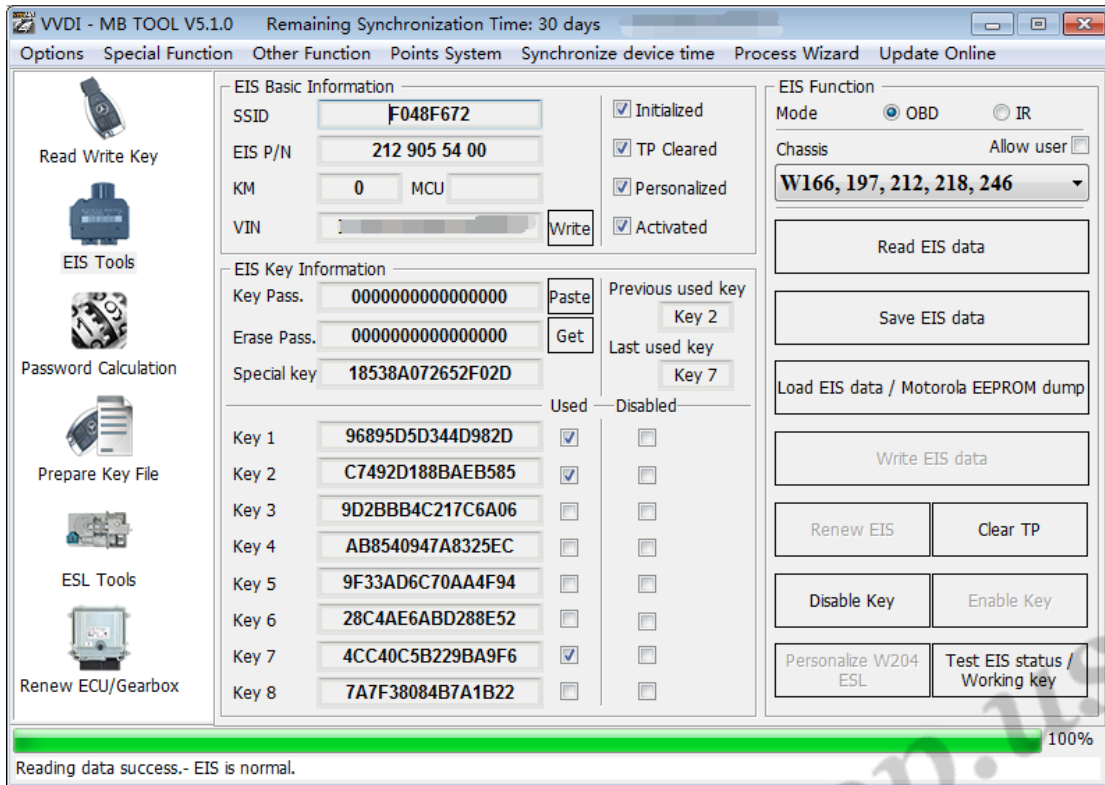 VVDI - MB TOOL V5.1.0 Remaining Synchronization Time: 30 days
Options Special Function Other Function Points System Synchronize device time Process Wizard Update Online
Read Write Key
EIS Tools
Password Calculation
Prepare Key File
ESL Tools
Renew ECU/Gearbox
EIS Basic Information
SSID F048F672
EIS P/N 212 905 54 00
KM 0 MCU
VIN Write
Initialized
TP Cleared
Personalized
Activated
EIS Key Information
Key Pass. 0000000000000000 Paste
Erase Pass. 0000000000000000 Get
Special key 18538A072652F02D
Previous used key
Key 2
Last used key
Key 7
Used Disabled
Key 1 96895D5D344D982D
Key 2 C7492D188BAEB585
Key 3 9D2BBB4C217C6A06
Key 4 AB8540947A8325EC
Key 5 9F33AD6C70AA4F94
Key 6 28C4AE6ABD288E52
Key 7 4CC40C5B229BA9F6
Key 8 7A7F38084B7A1B22
EIS Function
Mode OBD IR
Chassis Allow user
W166, 197, 212, 218, 246
Read EIS data
Save EIS data
Load EIS data / Motorola EEPROM dump
Write EIS data
Renew EIS Clear TP
Disable Key Enable Key
Personalize W204
ESL
Test EIS status /
Working key
100%
Reading data success.- EIS is normal.